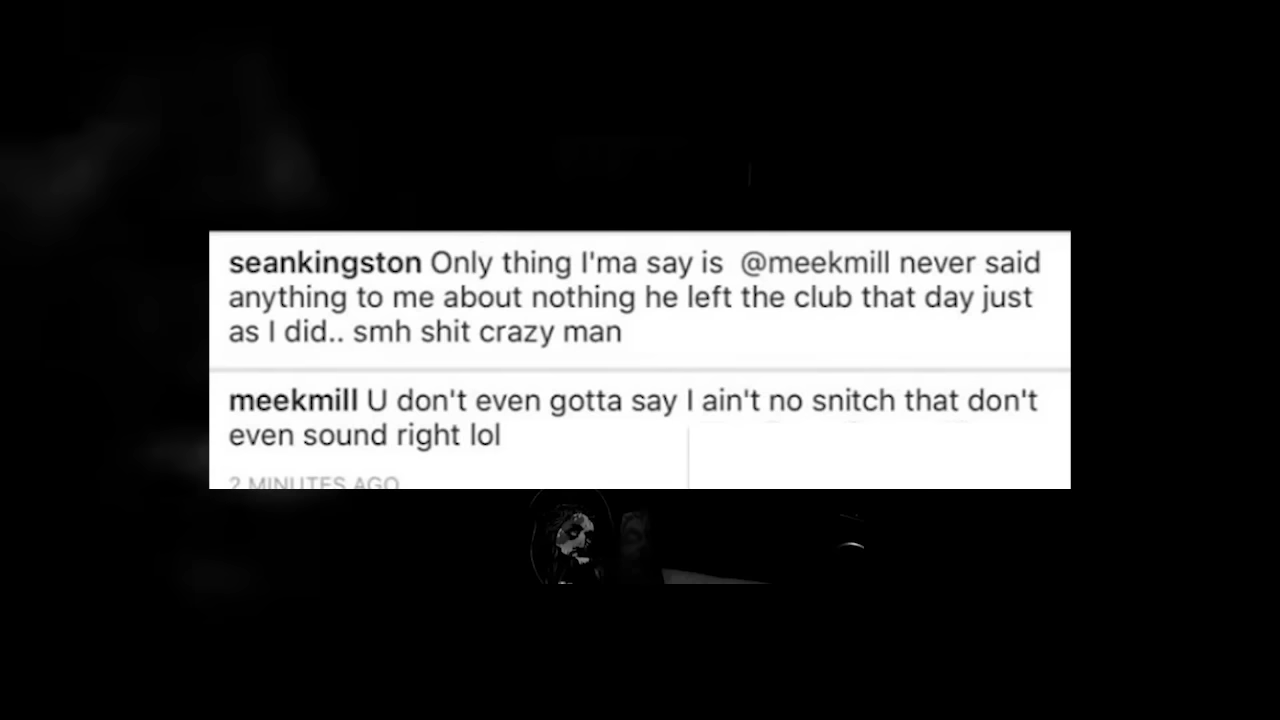 seankingston Only thing I'ma say is @meekmill never said
anything to me about nothing he left the club that day just
as I did.. smh shit crazy man
meekmill U don't even gotta say I ain't no snitch that don't
even sound right lol
2 MINUTES AGO